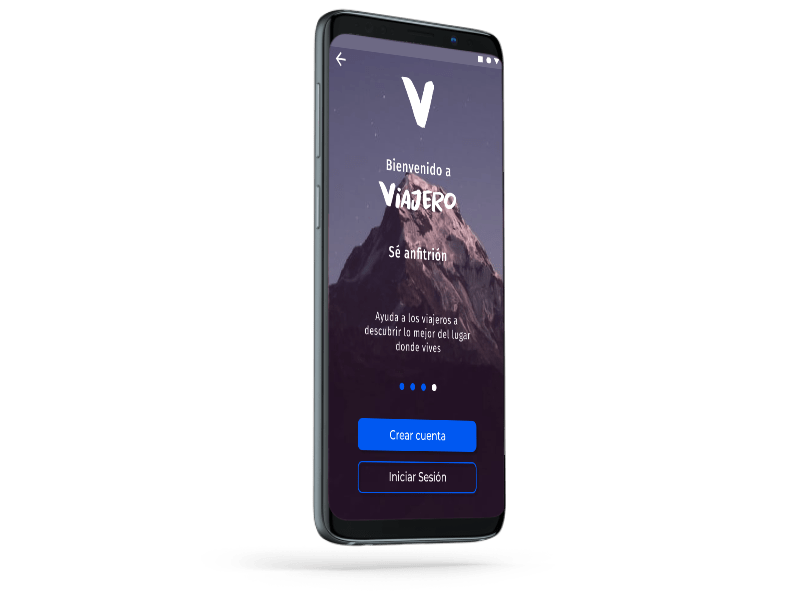 V
Bienvenido a
VIAJERO
Sé anfitrión
Ayuda a los viajeros a
descubrir lo mejor del lugar
donde vives
Crear cuenta
Iniciar Sesión